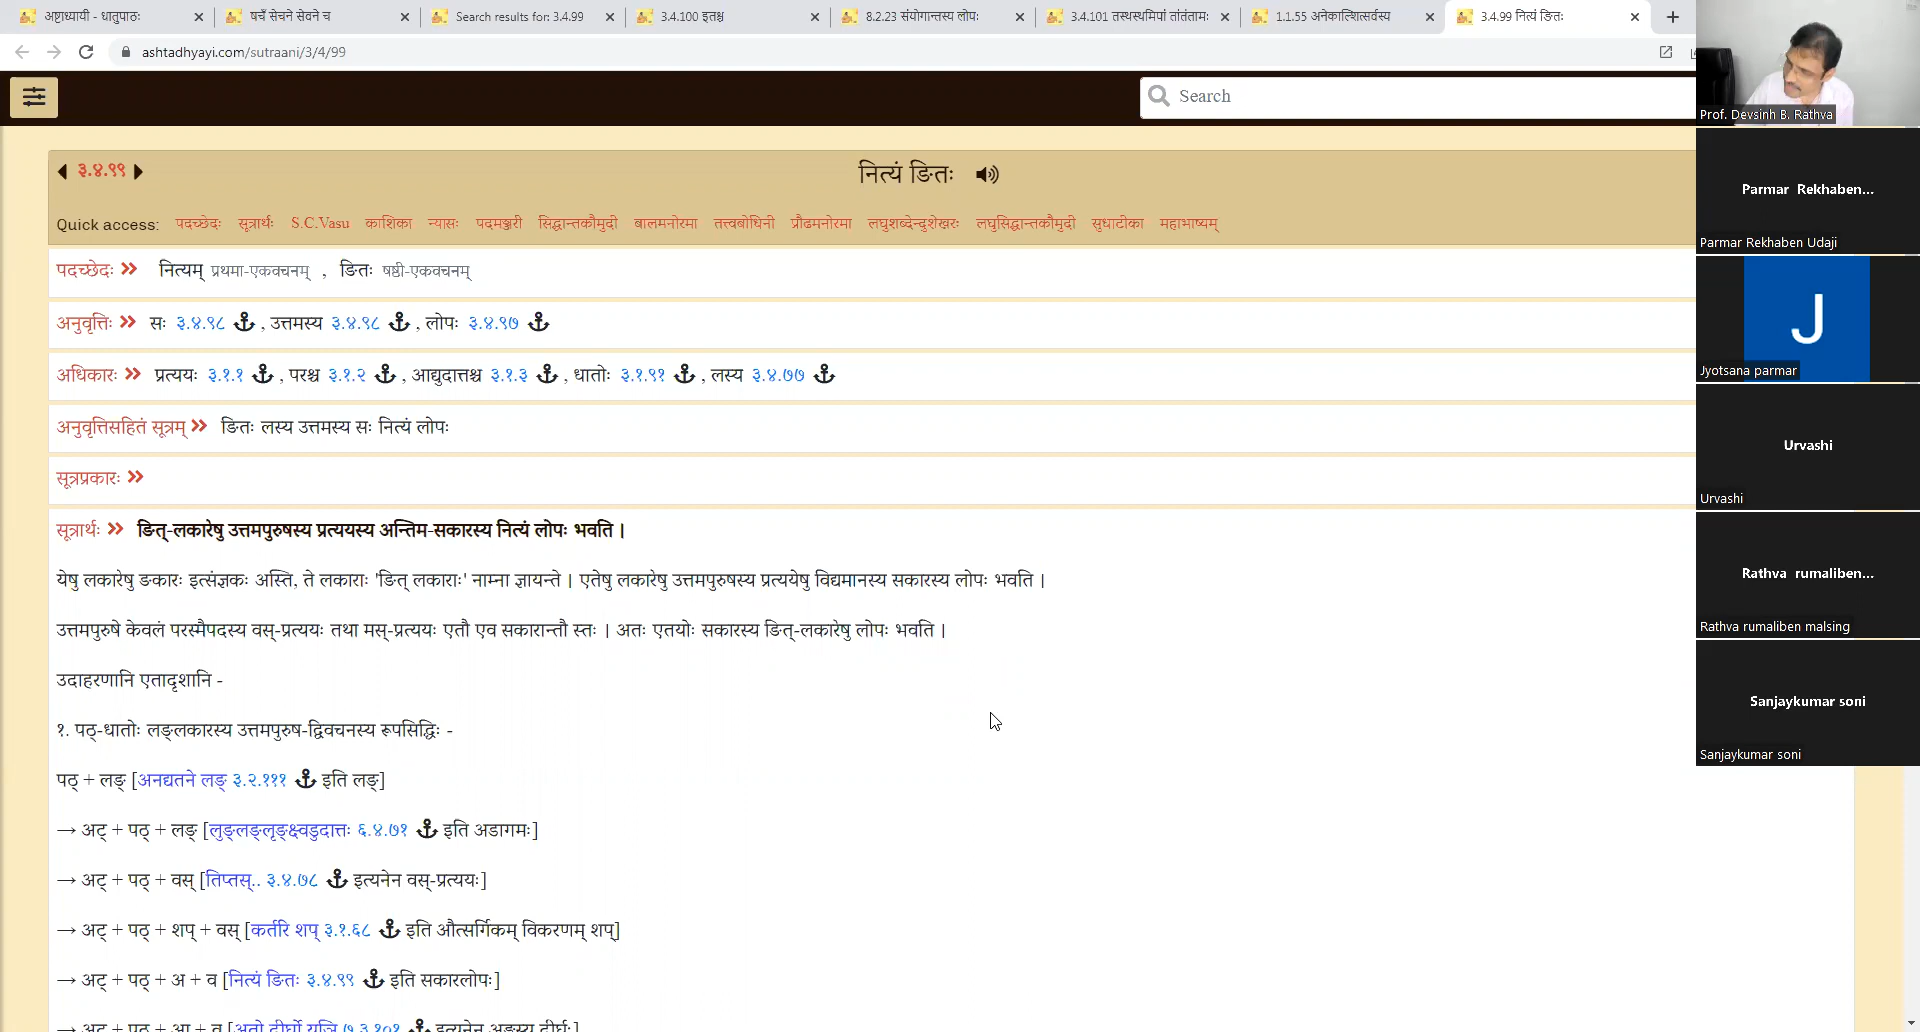 अष्टाध्यायी - धातुपाठः
षचँ सेचने सेवने च
Search results for: 3.4.99
3.4.100 इतश्च
8.2.23 संयोगान्तस्य लोपः
3.4.101 तस्थस्थमिपां तांतंतामः
1.1.55 अनेकाल्शित्सर्वस्य
3.4.99 नित्यं ङितः
ashtadhyayi.com/sutraani/3/4/99
Search
३.४.९९
नित्यं ङितः
Quick access: पदच्छेदः सूत्रार्थः S.C.Vasu काशिका न्यासः पदमञ्जरी सिद्धान्तकौमुदी बालमनोरमा तत्त्वबोधिनी प्रौढमनोरमा लघुशब्देन्दुशेखरः लघुसिद्धान्तकौमुदी सुधाटीका महाभाष्यम्
पदच्छेदः नित्यम् प्रथमा-एकवचनम् , ङितः षष्ठी-एकवचनम्
अनुवृत्तिः सः ३.४.९८ , उत्तमस्य ३.४.९८ , लोपः ३.४.९७
अधिकारः प्रत्ययः ३.१.१ , परश्च ३.१.२ , आद्युदात्तश्च ३.१.३ , धातोः ३.१.९१ , लस्य ३.४.७७
अनुवृत्तिसहितं सूत्रम् ङितः लस्य उत्तमस्य सः नित्यं लोपः
सूत्रप्रकारः
सूत्रार्थः ङित्-लकारेषु उत्तमपुरुषस्य प्रत्ययस्य अन्तिम-सकारस्य नित्यं लोपः भवति ।
येषु लकारेषु ङकारः इत्संज्ञकः अस्ति, ते लकाराः 'ङित् लकाराः' नाम्ना ज्ञायन्ते । एतेषु लकारेषु उत्तमपुरुषस्य प्रत्ययेषु विद्यमानस्य सकारस्य लोपः भवति ।
उत्तमपुरुषे केवलं परस्मैपदस्य वस्-प्रत्ययः तथा मस्-प्रत्ययः एतौ एव सकारान्तौ स्तः । अतः एतयोः सकारस्य ङित्-लकारेषु लोपः भवति ।
उदाहरणानि एतादृशानि -
१. पठ्-धातोः लङ्लकारस्य उत्तमपुरुष-द्विवचनस्य रूपसिद्धिः -
पठ् + लङ् [अनद्यतने लङ् ३.२.१११ इति लङ्]
→ अट् + पठ् + लङ् [लुङ्लङ्लृङ्क्ष्वडुदात्तः ६.४.७१ इति अडागमः]
→ अट् + पठ् + वस् [तिप्तस्.. ३.४.७८ इत्यनेन वस्-प्रत्ययः]
→ अट् + पठ् + शप् + वस् [कर्तरि शप् ३.१.६८ इति औत्सर्गिकम् विकरणम् शप्]
→ अट् + पठ् + अ + व [नित्यं ङितः ३.४.९९ इति सकारलोपः]
→ अट् + पठ् + आ + व [अतो दीर्घो यञि ७.३.१०१ इत्यनेन अङ्गस्य दीर्घः]
Prof. Devsinh B. Rathva
Parmar Rekhaben...
Parmar Rekhaben Udaji
J
Jyotsana parmar
Urvashi
Urvashi
Rathva rumaliben...
Rathva rumaliben malsing
Sanjaykumar soni
Sanjaykumar soni